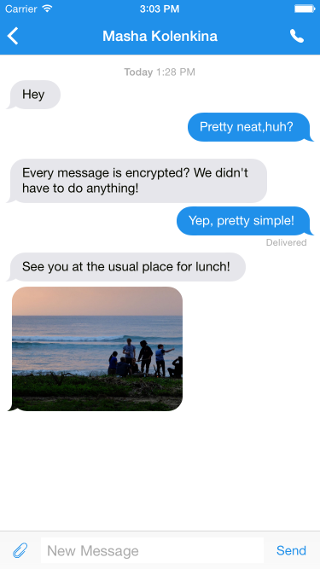 Carrier 3:03 PM
Masha Kolenkina
Today 1:28 PM
Hey
Pretty neat,huh?
Every message is encrypted? We didn't
have to do anything!
Yep, pretty simple!
Delivered
See you at the usual place for lunch!
New Message Send